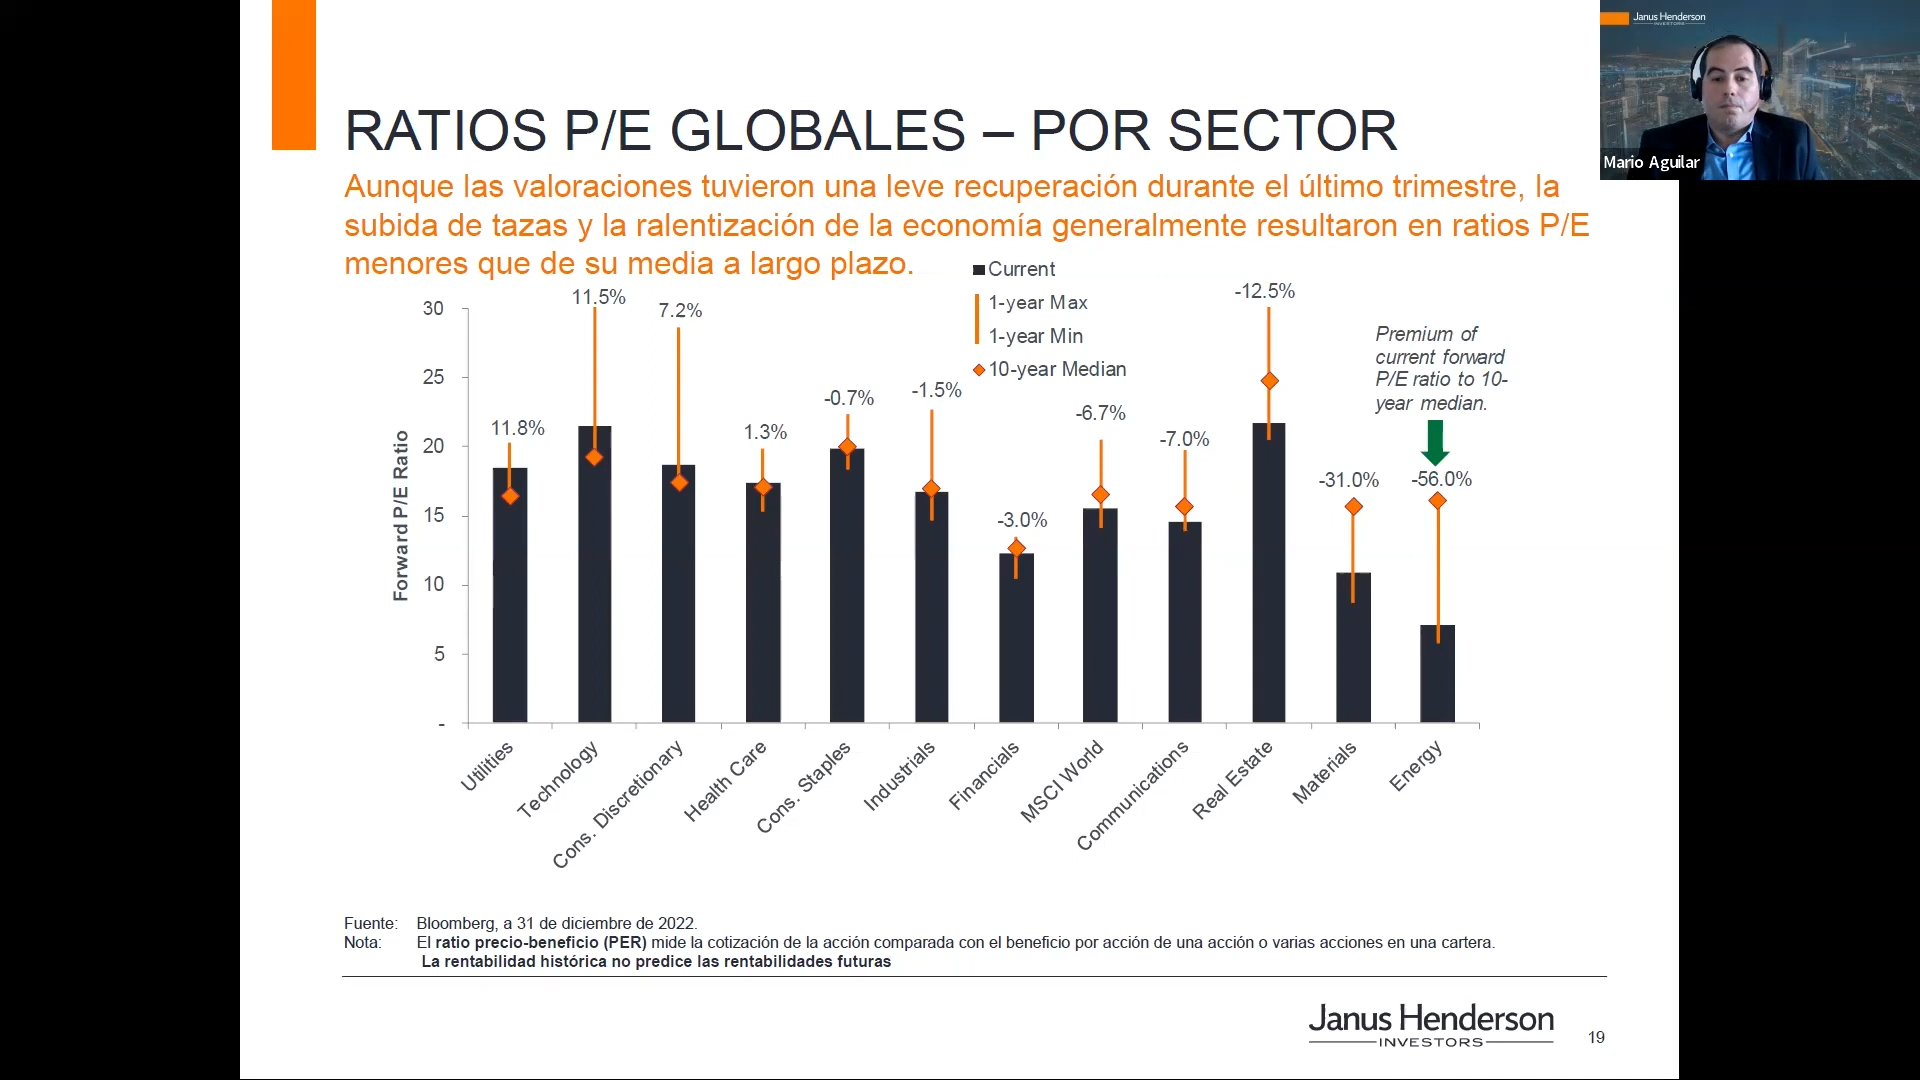 Janus Henderson
INVESTORS
Mario Aguilar
RATIOS P/E GLOBALES – POR SECTOR
Aunque las valoraciones tuvieron una leve recuperación durante el último trimestre, la
subida de tazas y la ralentización de la economía generalmente resultaron en ratios P/E
menores que de su media a largo plazo.
Current
1-year Max
1-year Min
10-year Median
Premium of
current forward
P/E ratio to 10-
year median.
Forward P/E Ratio
30
25
20
15
10
5
-
11.8%
11.5%
7.2%
1.3%
-0.7%
-1.5%
-3.0%
-6.7%
-7.0%
-12.5%
-31.0%
-56.0%
Utilities
Technology
Cons. Discretionary
Health Care
Cons. Staples
Industrials
Financials
MSCI World
Communications
Real Estate
Materials
Energy
Fuente: Bloomberg, a 31 de diciembre de 2022.
Nota: El ratio precio-beneficio (PER) mide la cotización de la acción comparada con el beneficio por acción de una acción o varias acciones en una cartera.
La rentabilidad histórica no predice las rentabilidades futuras
Janus Henderson
INVESTORS
19